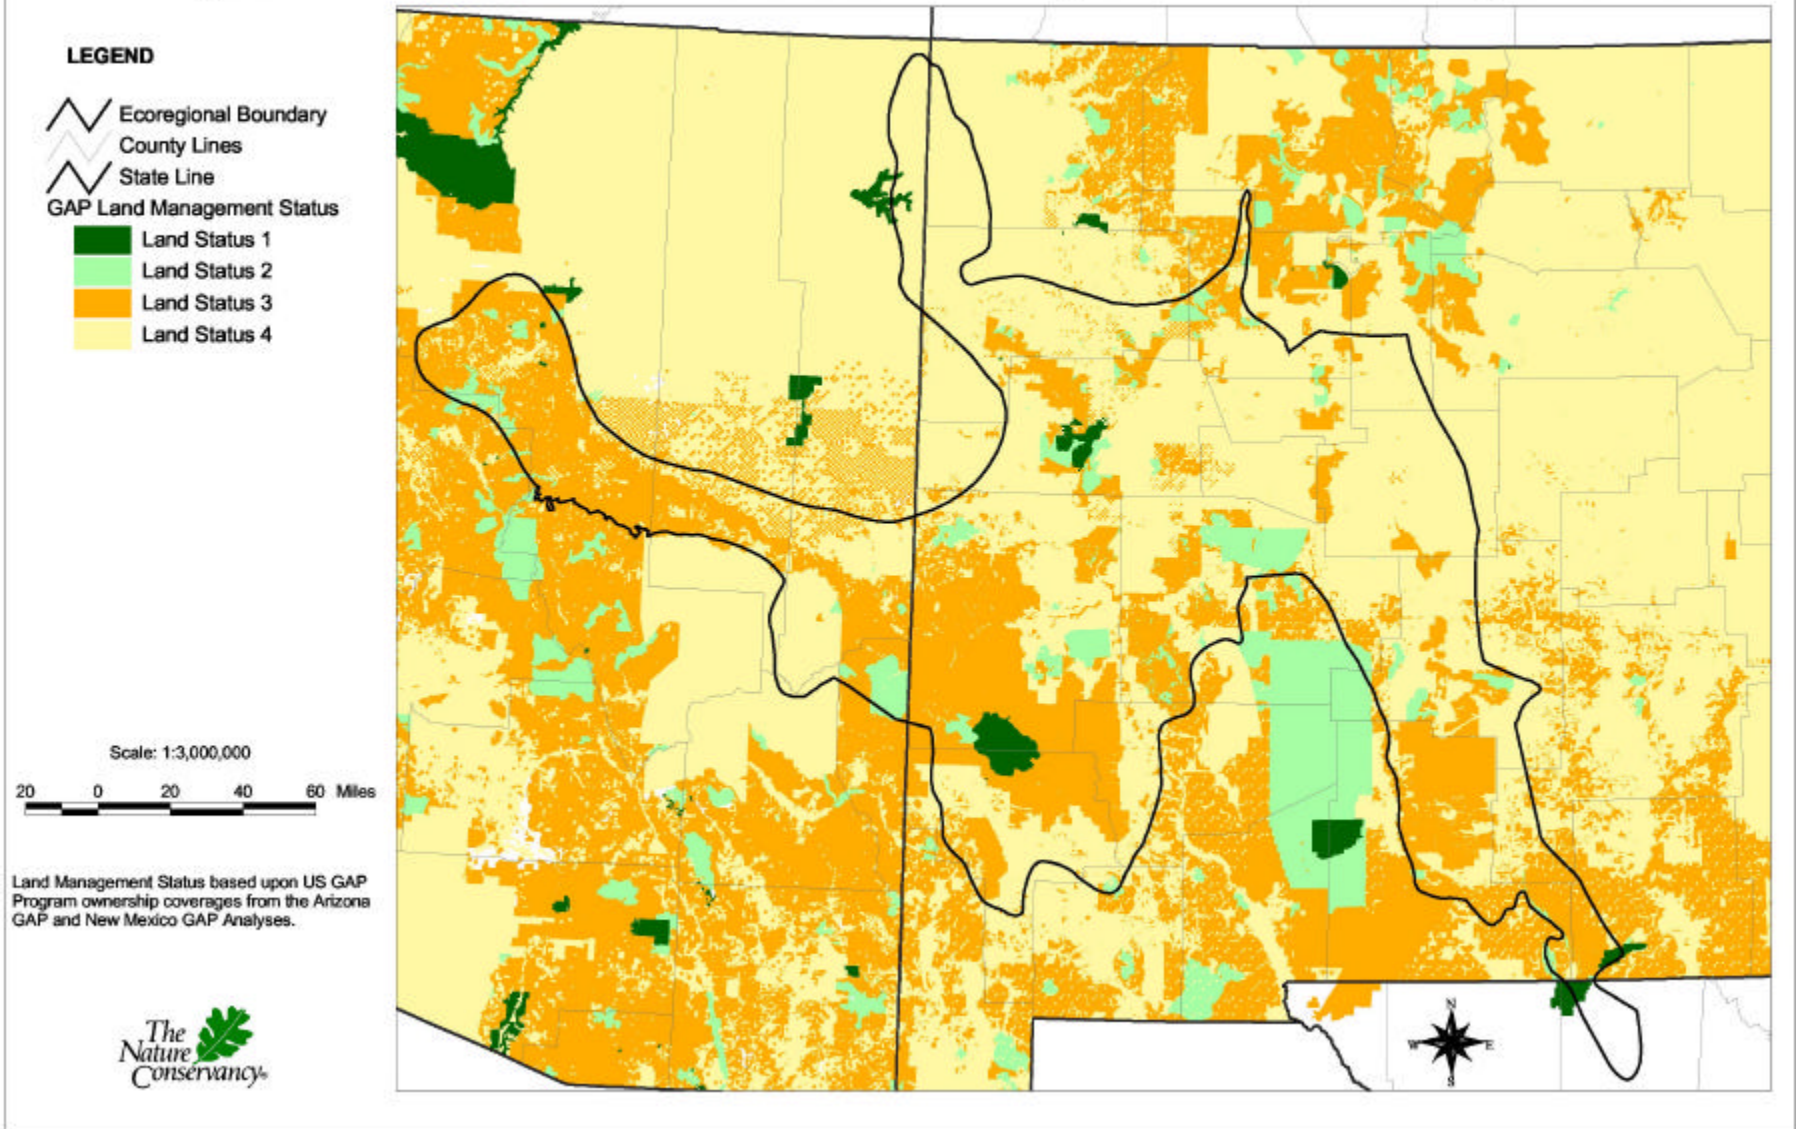 LEGEND
Ecoregional Boundary
County Lines
State Line
GAP Land Management Status
Land Status 1
Land Status 2
Land Status 3
Land Status 4
Scale: 1:3,000,000
20 0 20 40 60 Miles
Land Management Status based upon US GAP
Program ownership coverages from the Arizona
GAP and New Mexico GAP Analyses.
The
Nature
Conservancy®
N
W E
S